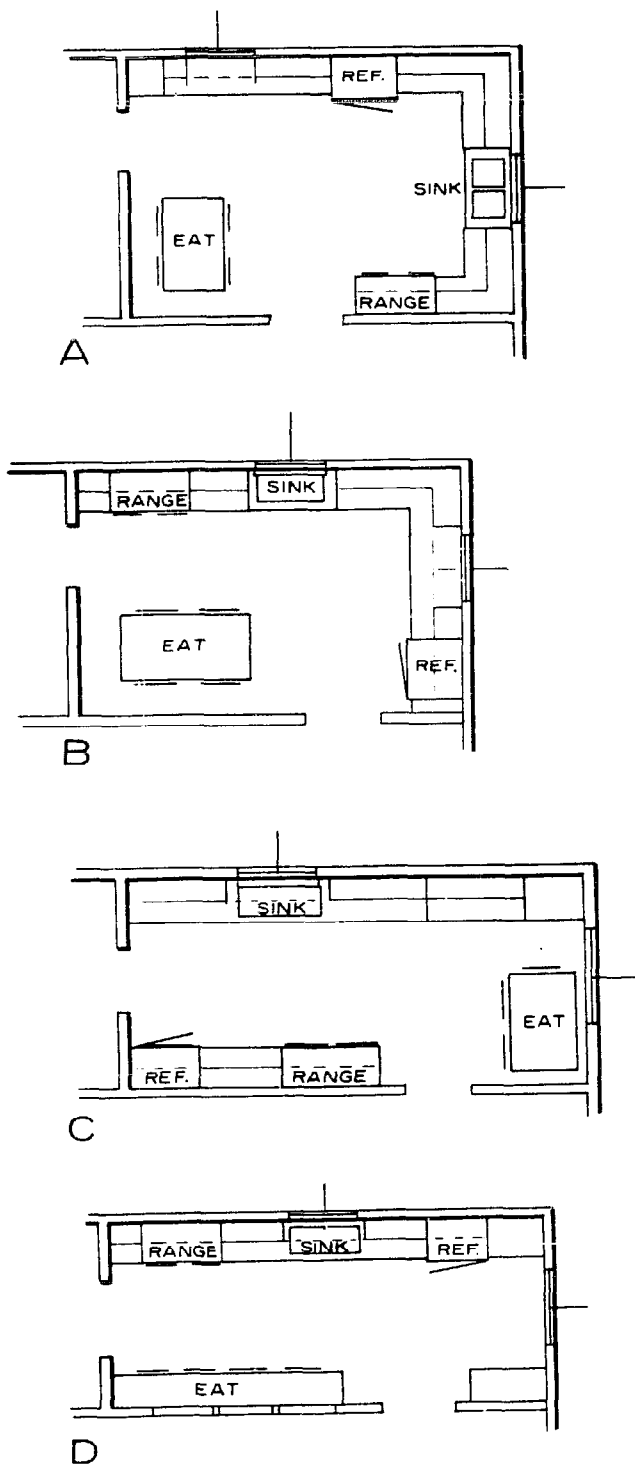 REF.
SINK
EAT
RANGE
A
RANGE
SINK
EAT
REF.
B
SINK
EAT
REF.
RANGE
C
RANGE
SINK
REF.
EAT
D